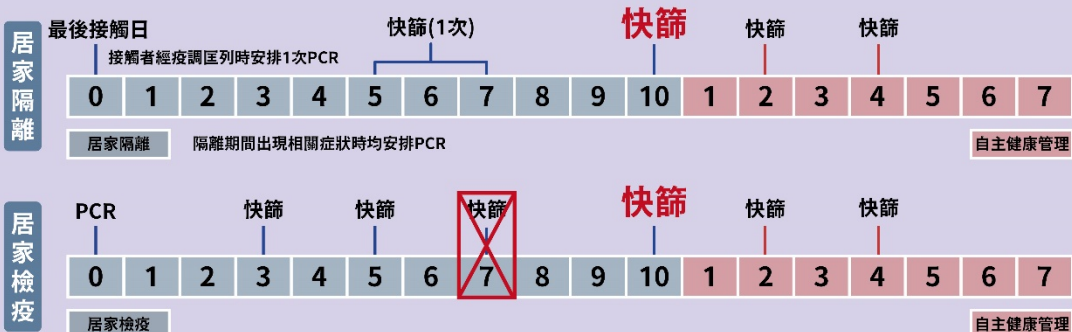 居家隔離
最後接觸日 快篩(1次) 快篩 快篩 快篩
接觸者經疫調匡列時安排1次PCR
0 1 2 3 4 5 6 7 8 9 10 1 2 3 4 5 6 7
居家隔離 隔離期間出現相關症狀時均安排PCR 自主健康管理
居家檢疫
PCR 快篩 快篩 快篩 快篩 快篩 快篩
0 1 2 3 4 5 6 7 8 9 10 1 2 3 4 5 6 7
居家檢疫 自主健康管理